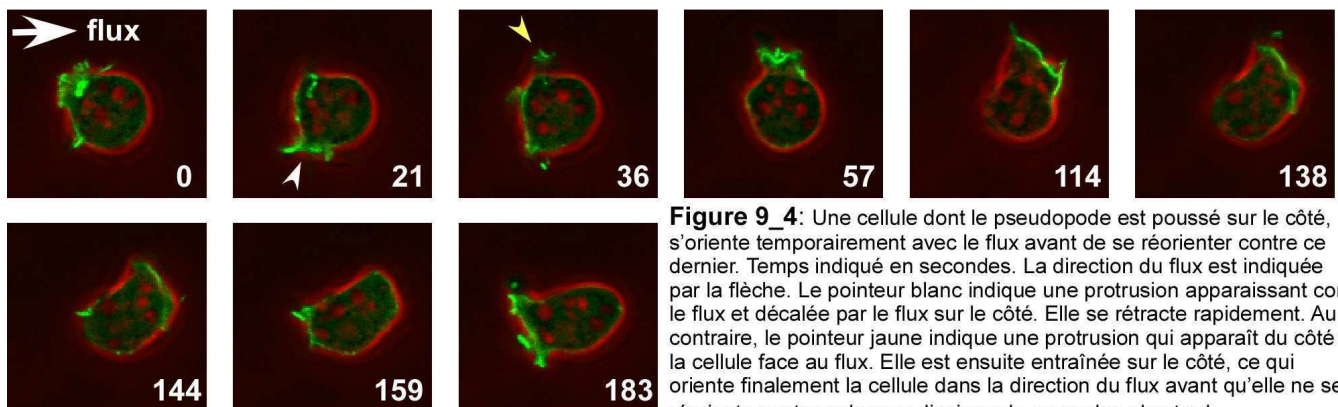 flux
0
21
36
57
114
138
144
159
183
Figure 9_4: Une cellule dont le pseudopode est poussé sur le côté,
s'oriente temporairement avec le flux avant de se réorienter contre ce
dernier. Temps indiqué en secondes. La direction du flux est indiquée
par la flèche. Le pointeur blanc indique une protrusion apparaissant
le flux et décalée par le flux sur le côté. Elle se rétracte rapidement. Au
contraire, le pointeur jaune indique une protrusion qui apparaît du côté
la cellule face au flux. Elle est ensuite entraînée sur le côté, ce qui
oriente finalement la cellule dans la direction du flux avant qu'elle ne se